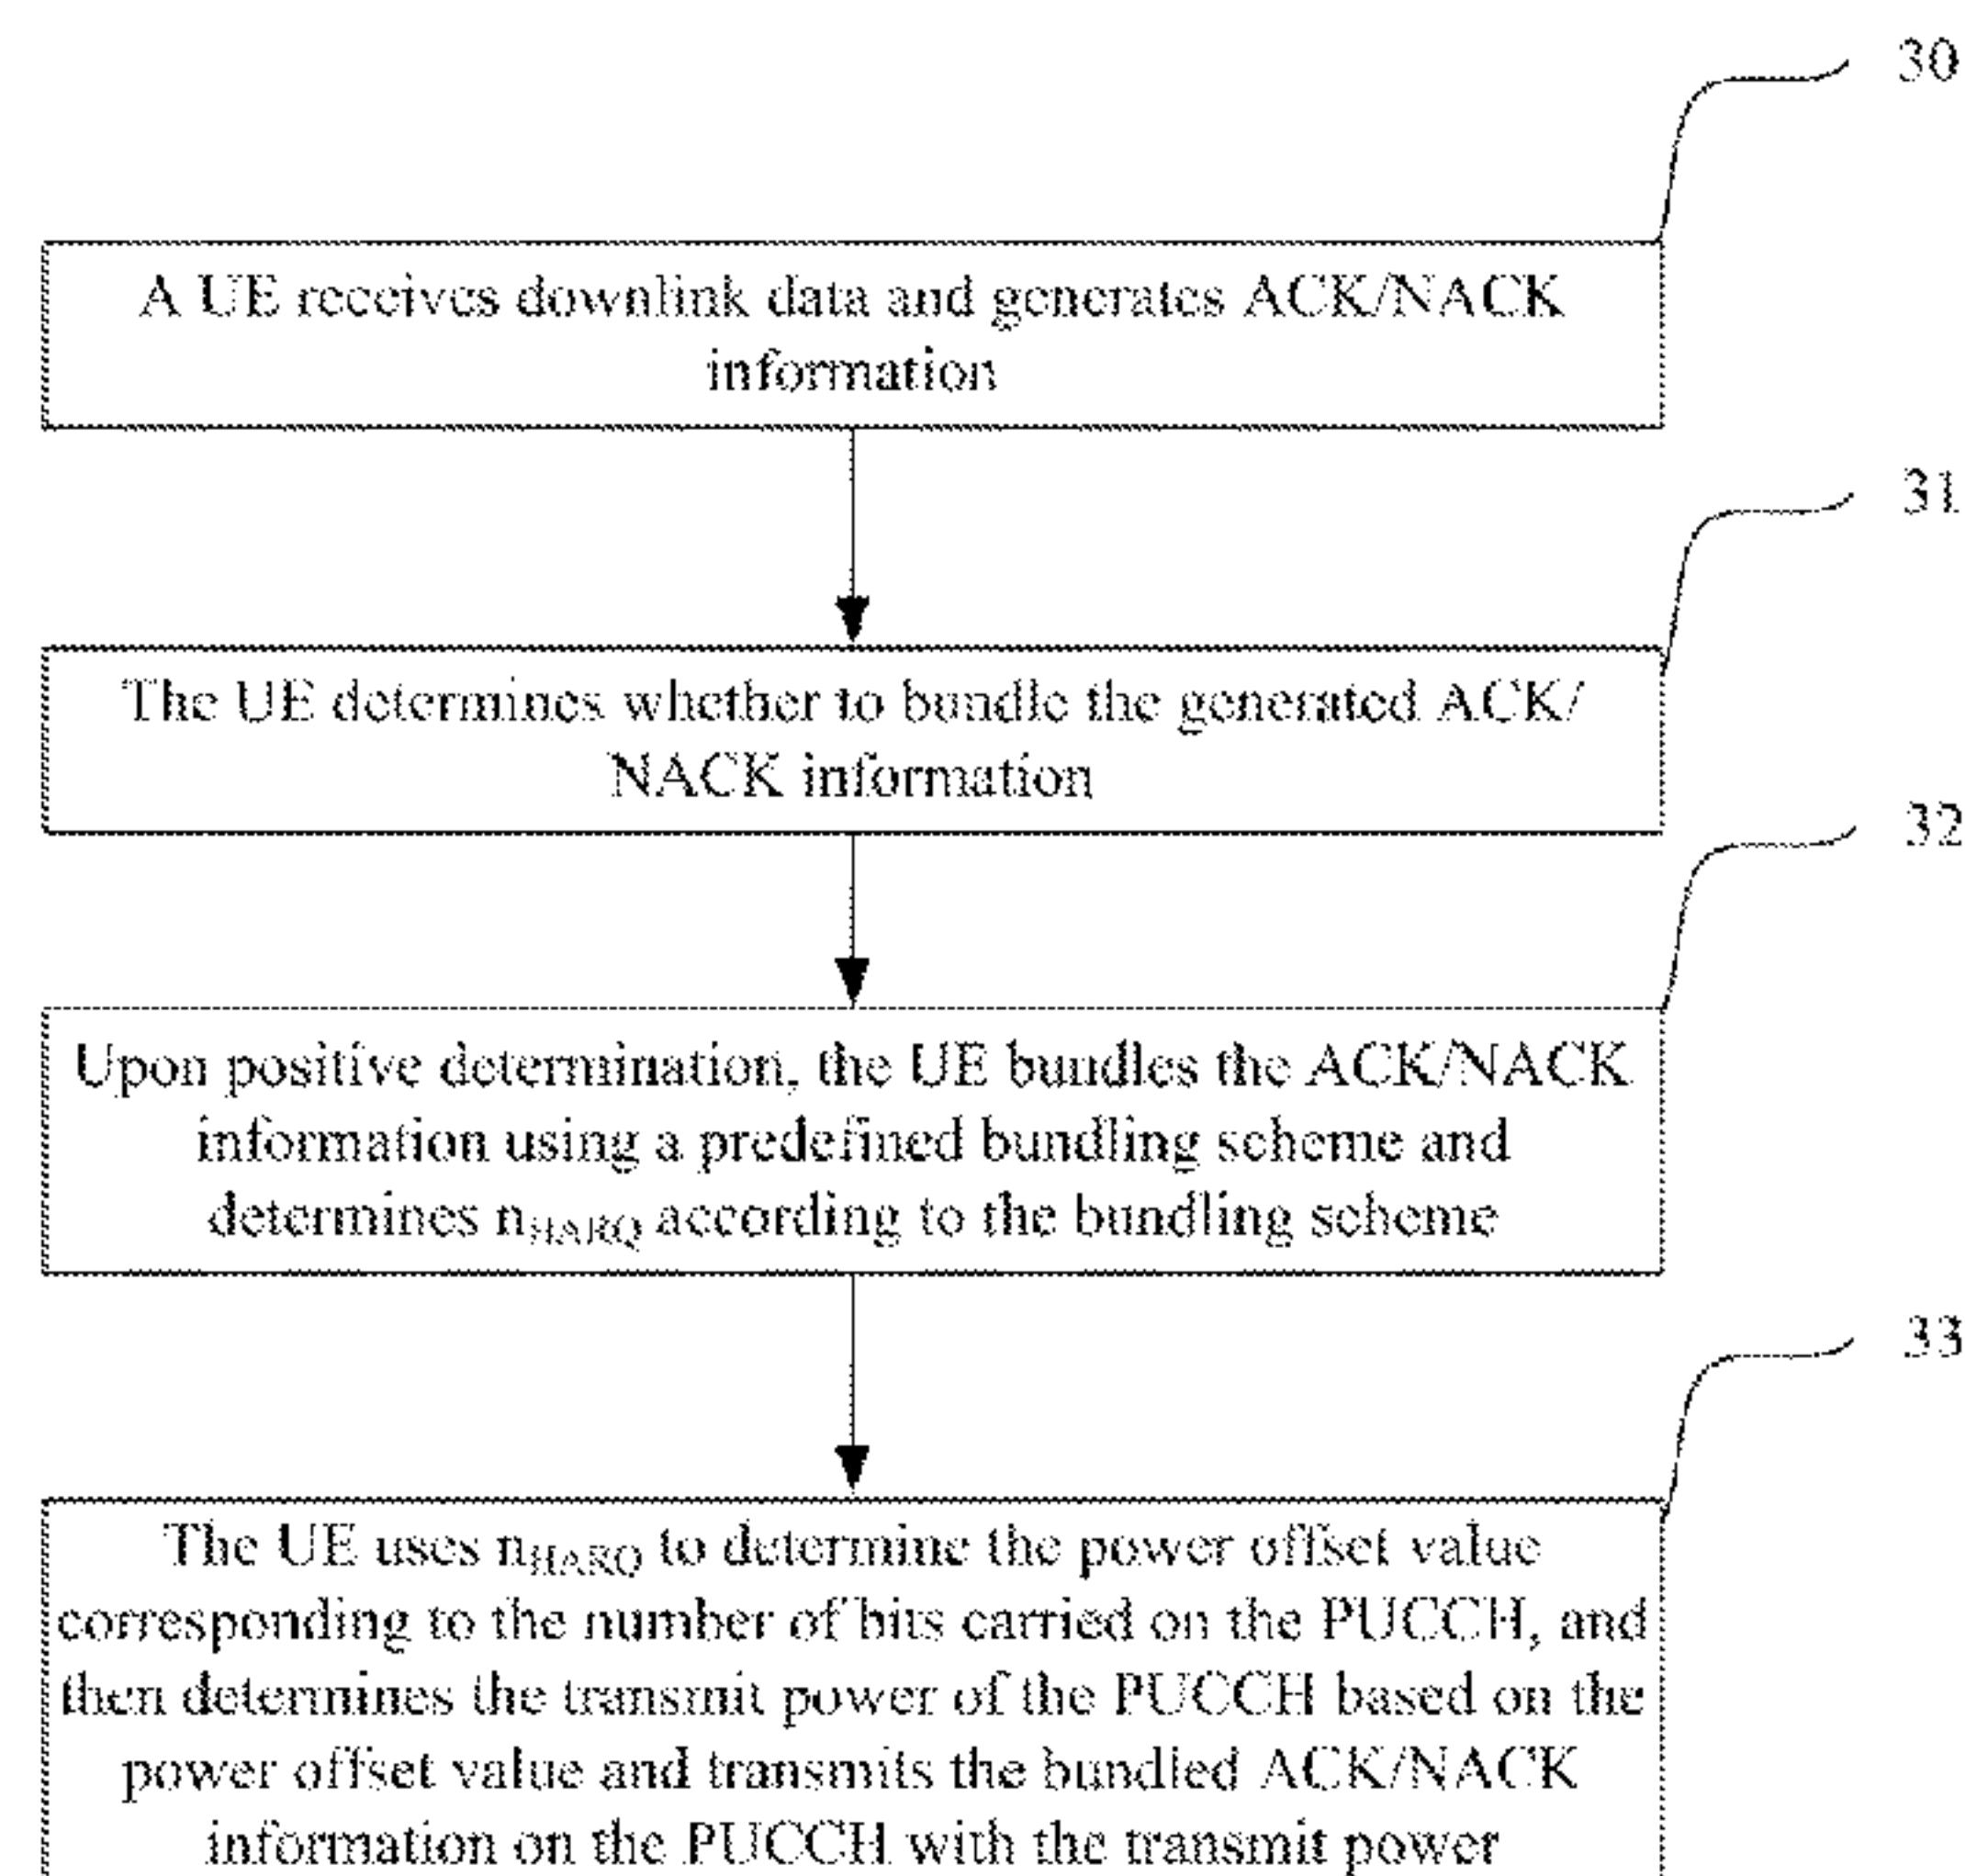 30
A UE receives downlink data and generates ACK/NACK
information
31
The UE determines whether to bundle the generated ACK/
NACK information
32
Upon positive determination, the UE bundles the ACK/NACK
information using a predefined bundling scheme and
determines nHARQ according to the bundling scheme
33
The UE uses nHARQ to determine the power offset value
corresponding to the number of bits carried on the PUCCH, and
then determines the transmit power of the PUCCH based on the
power offset value and transmits the bundled ACK/NACK
information on the PUCCH with the transmit power